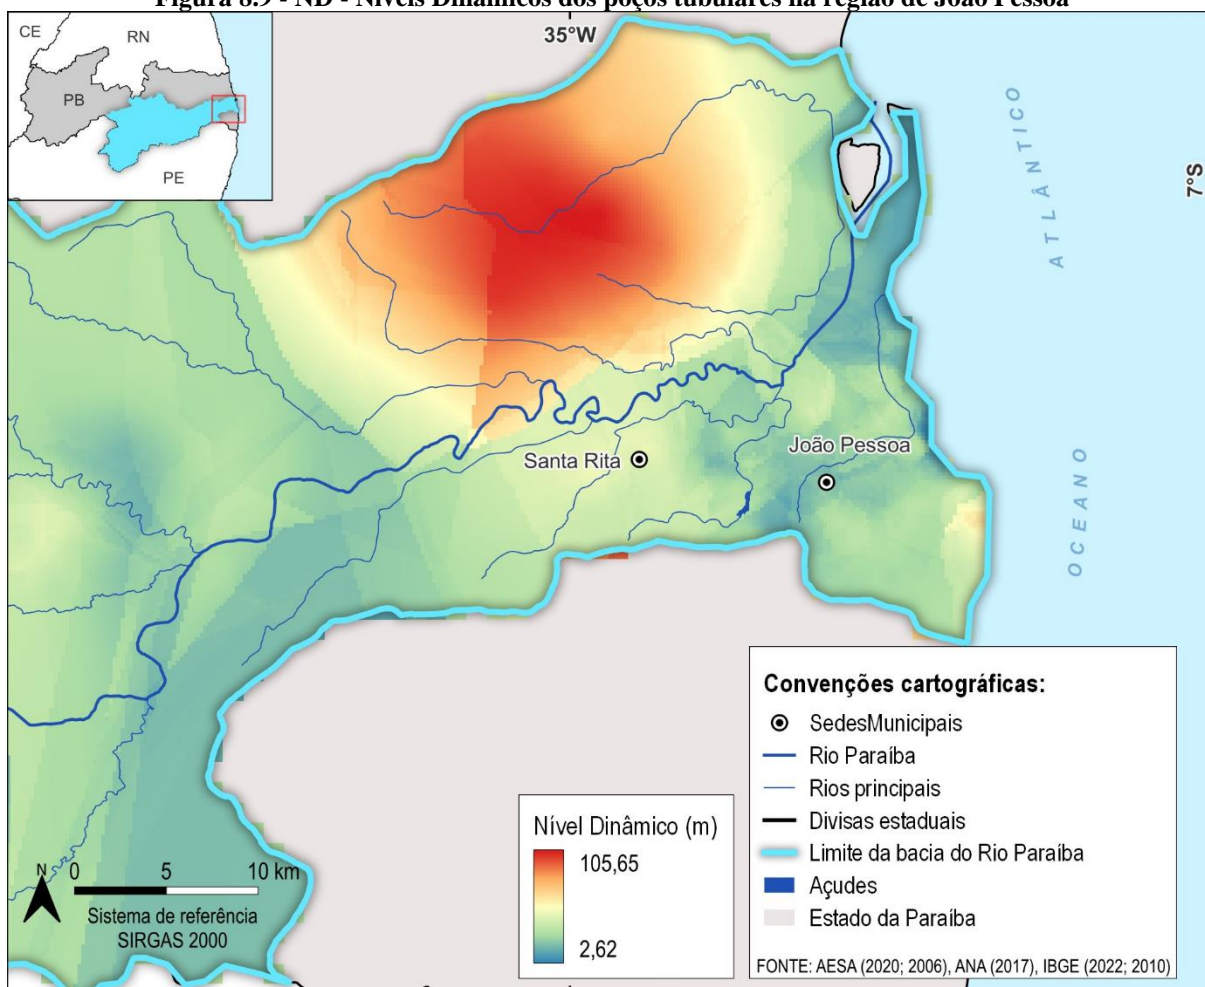 Figura 8.9 - ND - Níveis Dinâmicos dos poços tubulares na região de João Pessoa
CE
RN
PB
PE
35°W
7°S
ATLÂNTICO
OCEANO
Santa Rita
João Pessoa
Convenções cartográficas:
SedesMunicipais
Rio Paraíba
Rios principais
Divisas estaduais
Limite da bacia do Rio Paraíba
Açudes
Estado da Paraíba
FONTE: AESA (2020; 2006), ANA (2017), IBGE (2022; 2010)
Nível Dinâmico (m)
105,65
2,62
N
0 5 10 km
Sistema de referência
SIRGAS 2000